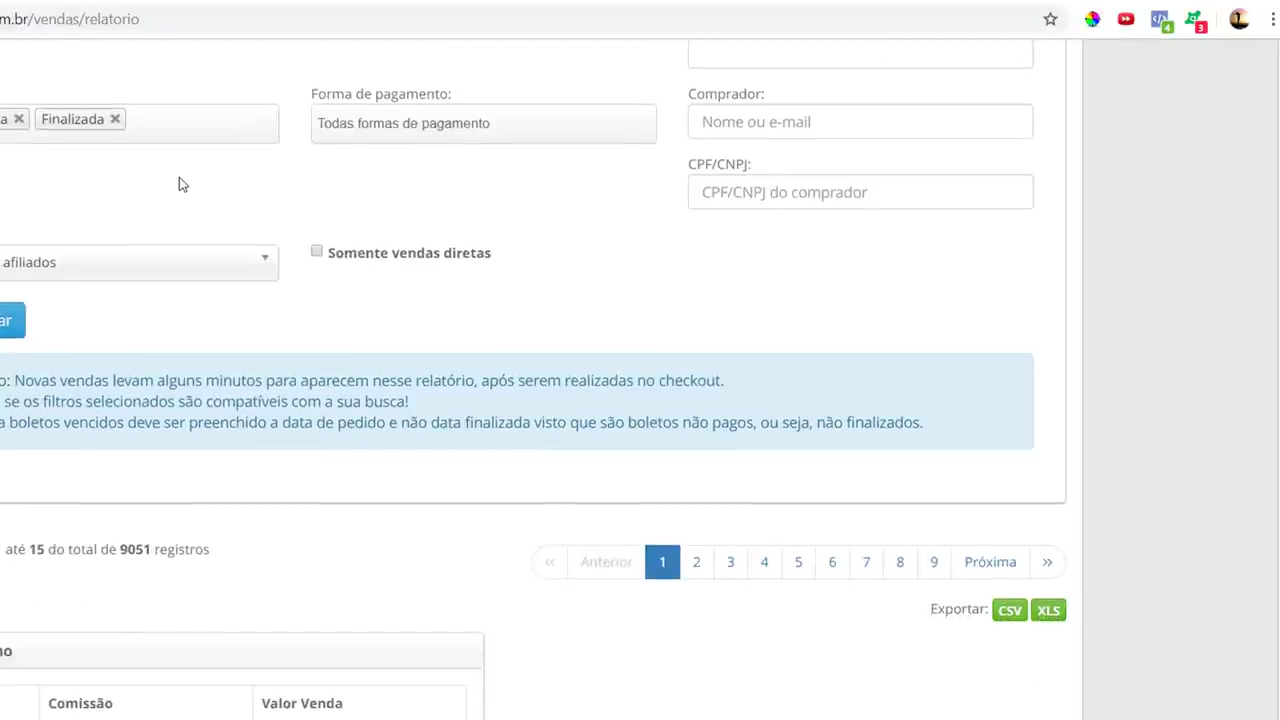 m.br/vendas/relatorio
4
3
Forma de pagamento:
Comprador:
a × Finalizada ×
Todas formas de pagamento
Nome ou e-mail
CPF/CNPJ:
CPF/CNPJ do comprador
afiliados
Somente vendas diretas
ar
o: Novas vendas levam alguns minutos para aparecem nesse relatório, após serem realizadas no checkout.
se os filtros selecionados são compatíveis com a sua busca!
a boletos vencidos deve ser preenchido a data de pedido e não data finalizada visto que são boletos não pagos, ou seja, não finalizados.
até 15 do total de 9051 registros
« Anterior 1 2 3 4 5 6 7 8 9 Próxima »
Exportar: CSV XLS
no
Comissão
Valor Venda